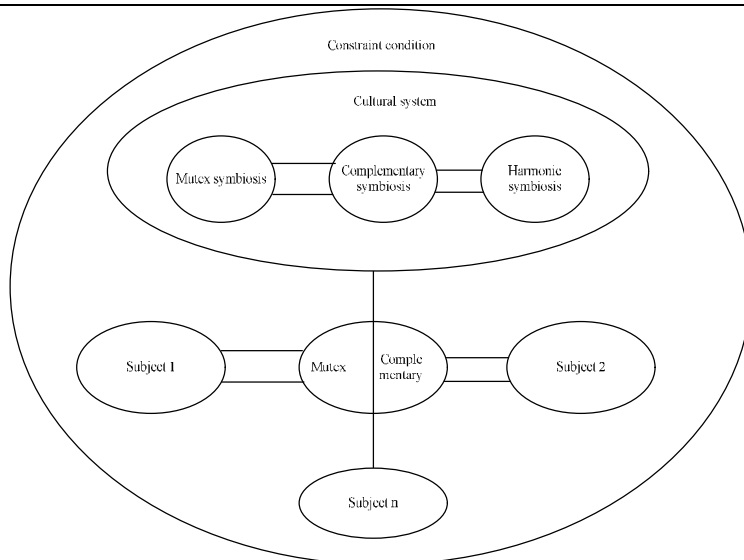 Constraint condition
Cultural system
Mutex symbiosis
Complementary
symbiosis
Harmonic
symbiosis
Subject 1
Mutex
Comple
mentary
Subject 2
Subject n